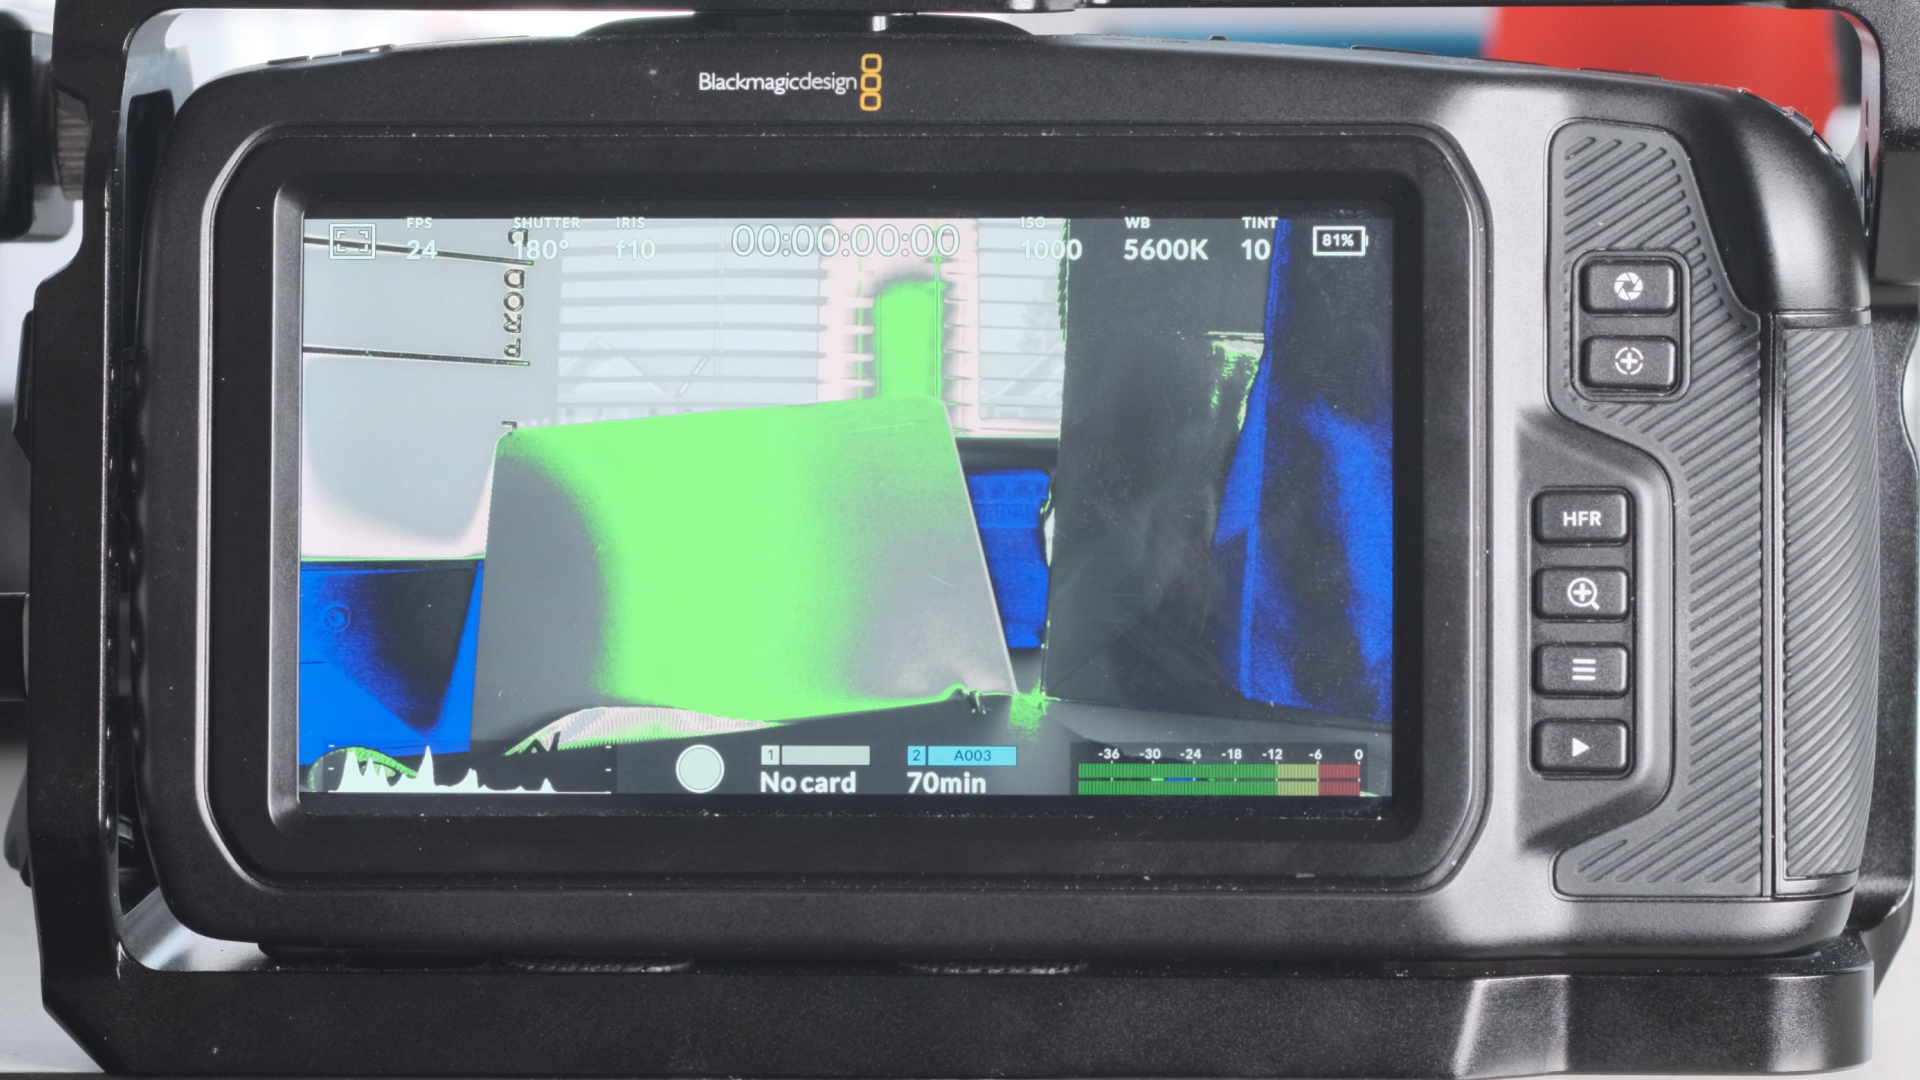 Blackmagicdesign
FPS SHUTTER IRIS ISO WB TINT
24 180° f10 00:00:00:00 1000 5600K 10 81%
HFR
1 2 A003
No card 70min
-36 -30 -24 -18 -12 -6 0